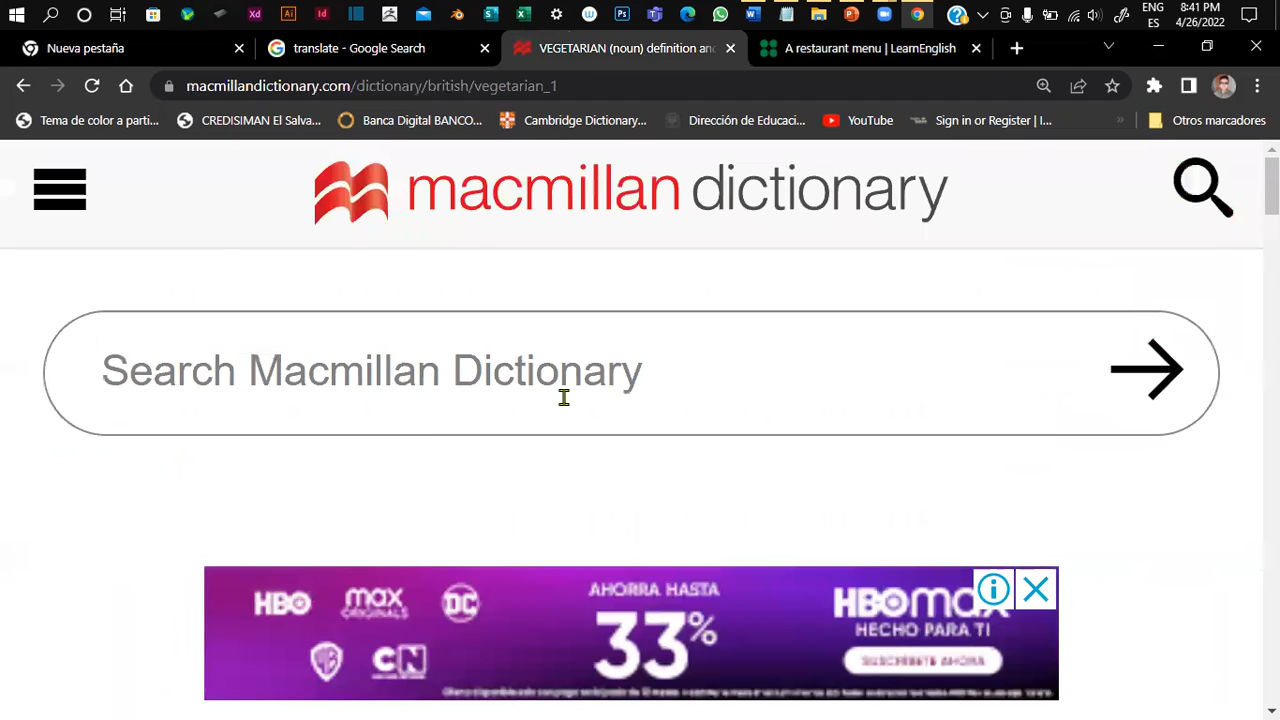 ENG
ES
8:41 PM
4/26/2022
Nueva pestaña
translate - Google Search
VEGETARIAN (noun) definition an
A restaurant menu | LearnEnglish
macmillandictionary.com/dictionary/british/vegetarian_1
Tema de color a parti...
CREDISIMAN El Salva...
Banca Digital BANCO...
Cambridge Dictionary...
Dirección de Educaci...
YouTube
Sign in or Register | I...
Otros marcadores
macmillan dictionary
Search Macmillan Dictionary
HBO
max
ORIGINALS
DC
CN
AHORRA HASTA
33%
HBOmax
HECHO PARA TI
SUSCRÍBETE AHORA